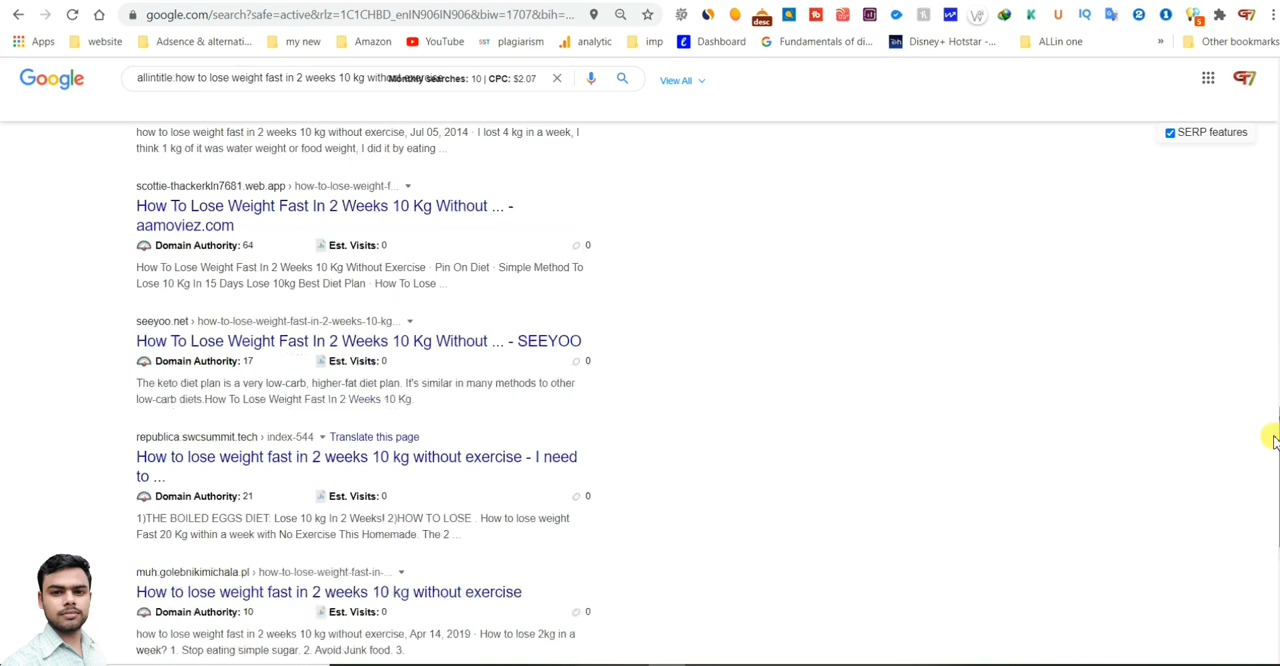 google.com/search?safe=active&rlz=1C1CHBD_enIN906IN906&biw=1707&bih=...
desc
5
Apps website Adsence & alternati... my new Amazon YouTube SST plagiarism analytic imp Dashboard Fundamentals of di... Disney+ Hotstar -... ALLin one » Other bookmarks
Google allintitle:how to lose weight fast in 2 weeks 10 kg without Monthly Searches: 10 | CPC: $2.07 View All
SERP features
how to lose weight fast in 2 weeks 10 kg without exercise, Jul 05, 2014 · I lost 4 kg in a week, I
think 1 kg of it was water weight or food weight, I did it by eating ...
scottie-thackerkln7681.web.app › how-to-lose-weight-f...
How To Lose Weight Fast In 2 Weeks 10 Kg Without ... -
aamoviez.com
Domain Authority: 64 Est. Visits: 0 0
How To Lose Weight Fast In 2 Weeks 10 Kg Without Exercise · Pin On Diet · Simple Method To
Lose 10 Kg In 15 Days Lose 10kg Best Diet Plan · How To Lose ...
seeyoo.net › how-to-lose-weight-fast-in-2-weeks-10-kg...
How To Lose Weight Fast In 2 Weeks 10 Kg Without ... - SEEYOO
Domain Authority: 17 Est. Visits: 0 0
The keto diet plan is a very low-carb, higher-fat diet plan. It's similar in many methods to other
low-carb diets.How To Lose Weight Fast In 2 Weeks 10 Kg.
republica.swcsummit.tech › index-544 Translate this page
How to lose weight fast in 2 weeks 10 kg without exercise - I need
to ...
Domain Authority: 21 Est. Visits: 0 0
1)THE BOILED EGGS DIET: Lose 10 kg In 2 Weeks! 2)HOW TO LOSE . How to lose weight
Fast 20 Kg within a week with No Exercise This Homemade. The 2 ...
muh.golebnikimichala.pl › how-to-lose-weight-fast-in-...
How to lose weight fast in 2 weeks 10 kg without exercise
Domain Authority: 10 Est. Visits: 0 0
how to lose weight fast in 2 weeks 10 kg without exercise, Apr 14, 2019 · How to lose 2kg in a
week? 1. Stop eating simple sugar. 2. Avoid Junk food. 3.